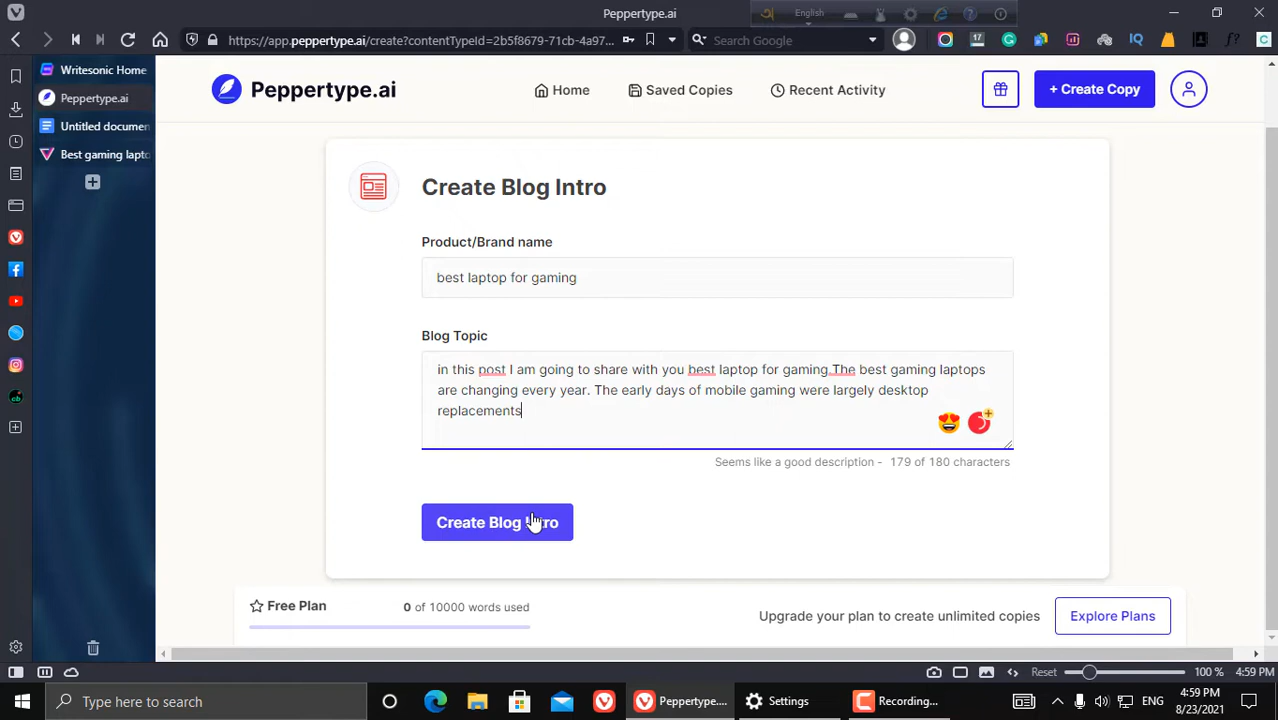 Peppertype.ai
English
https://app.peppertype.ai/create?contentTypeId=2b5f8679-71cb-4a97...
Search Google
17
IQ
f?
Writesonic Home
Peppertype.ai
Untitled documen
Best gaming lapto
Peppertype.ai
Home
Saved Copies
Recent Activity
+ Create Copy
Create Blog Intro
Product/Brand name
best laptop for gaming
Blog Topic
in this post I am going to share with you best laptop for gaming.The best gaming laptops
are changing every year. The early days of mobile gaming were largely desktop
replacements
Seems like a good description - 179 of 180 characters
Create Blog Intro
Free Plan
0 of 10000 words used
Upgrade your plan to create unlimited copies
Explore Plans
Reset
100 %
4:59 PM
Type here to search
Peppertype....
Settings
Recording...
ENG
4:59 PM
8/23/2021